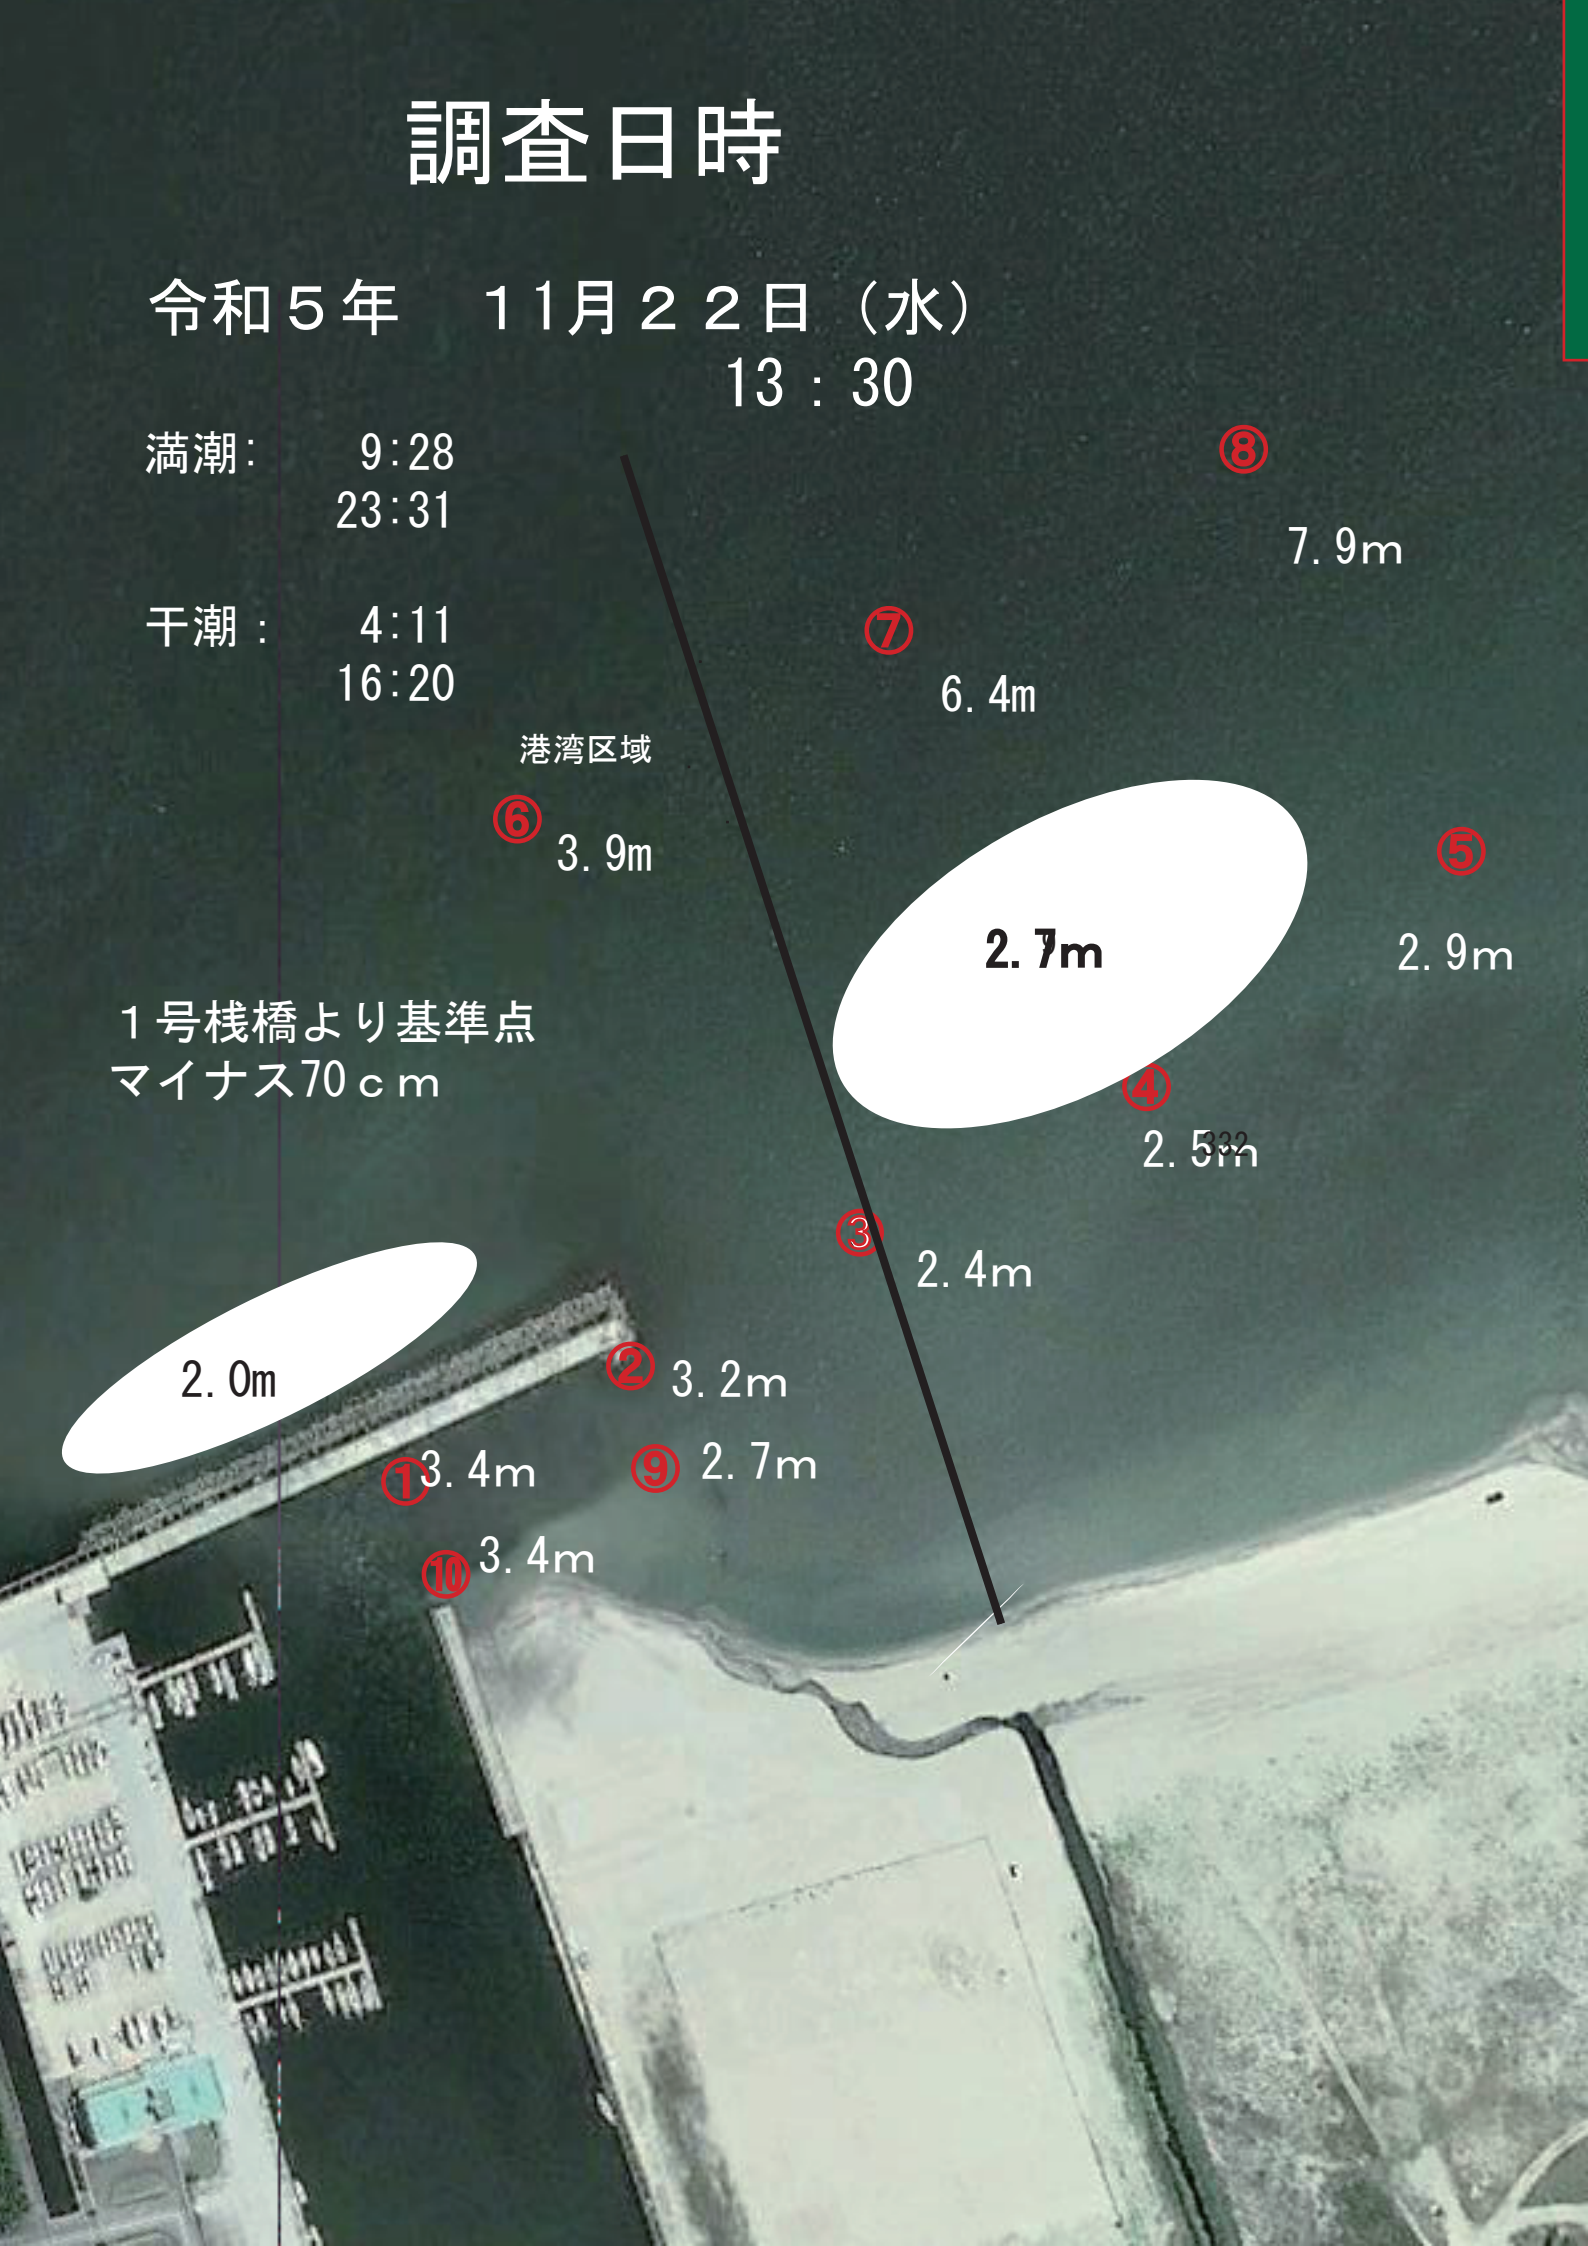 調査日時
令和５年　11月２２日（水）
13：30
満潮: 9:28
23:31
干潮： 4:11
16:20
港湾区域
⑧
7.9m
⑦
6.4m
⑥
3.9m
⑤
2.9m
2.7m
１号桟橋より基準点
マイナス70ｃｍ
④
2.5m
332
③
2.4m
2.0m
② 3.2m
① 3.4m
⑨ 2.7m
⑩ 3.4m